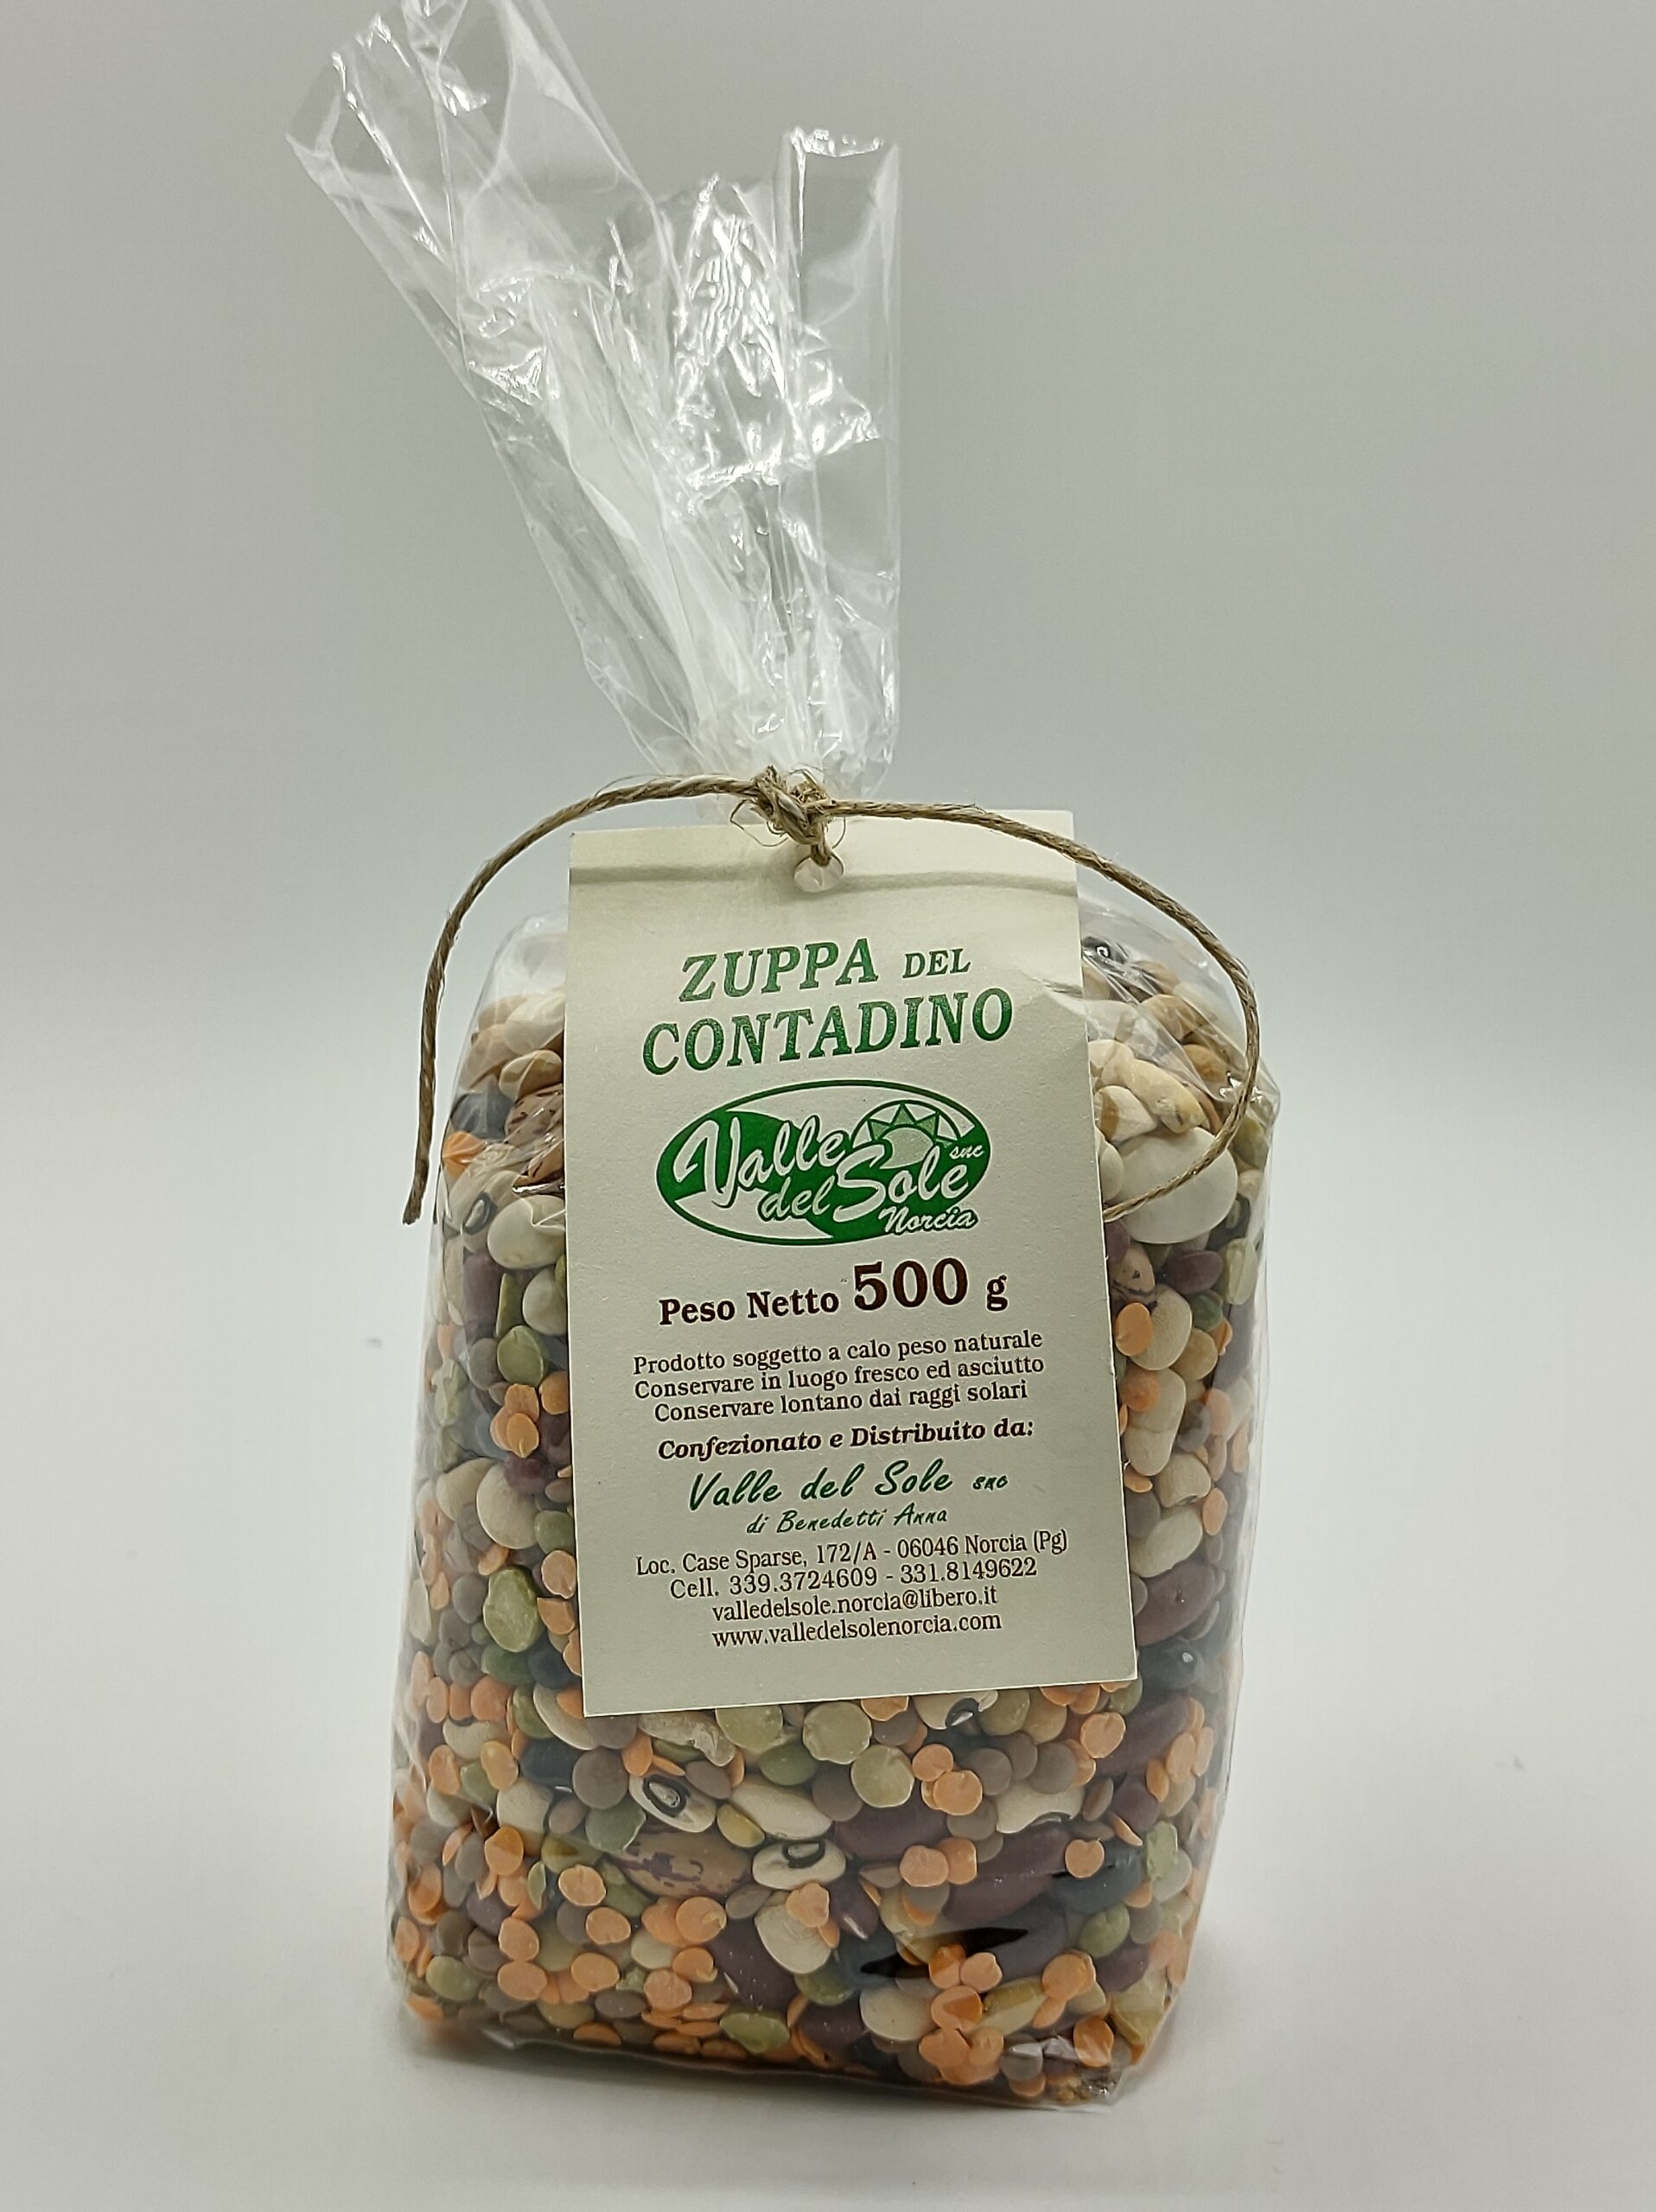 ZUPPA DEL
CONTADINO
Valle
del Sole snc
Norcia
Peso Netto 500 g
Prodotto soggetto a calo peso naturale
Conservare in luogo fresco ed asciutto
Conservare lontano dai raggi solari
Confezionato e Distribuito da:
Valle del Sole snc
di Benedetti Anna
Loc. Case Sparse, 172/A - 06046 Norcia (Pg)
Cell. 339.3724609 - 331.8149622
valledelsole.norcia@libero.it
www.valledelsolenorcia.com